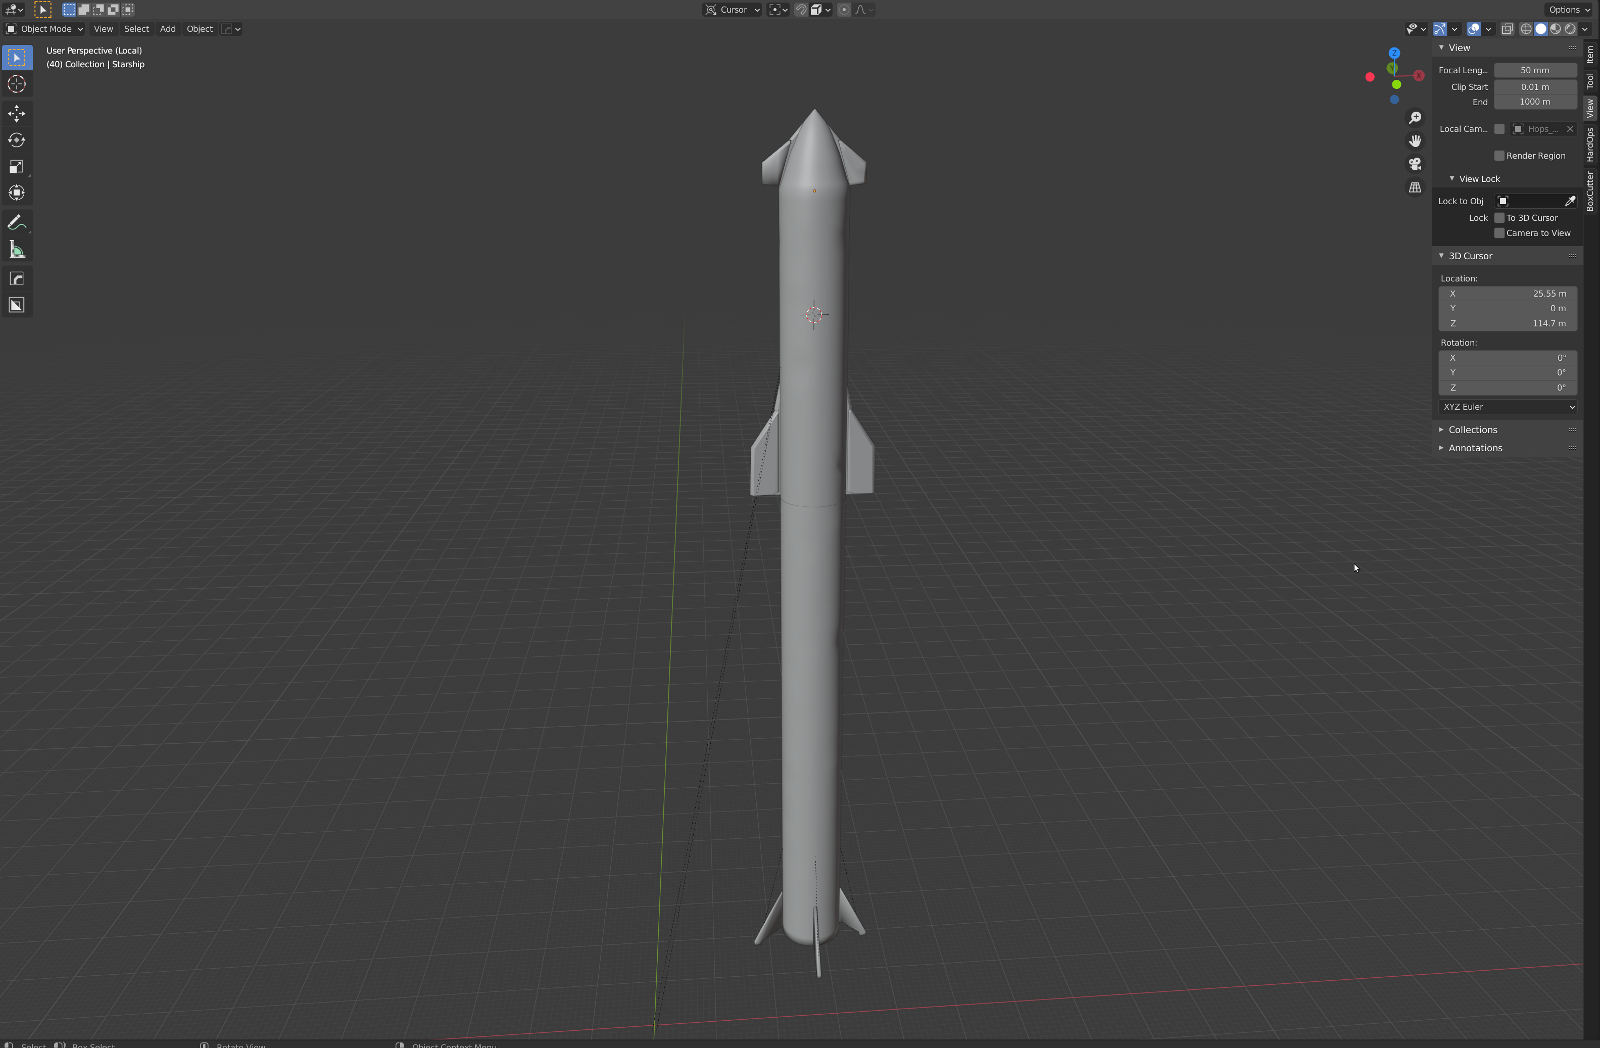 Cursor
Options
Object Mode View Select Add Object
User Perspective (Local)
(40) Collection | Starship
Z
X
Y
View
Focal Leng.. 50 mm
Clip Start 0.01 m
End 1000 m
Local Cam.. Hops_...
Render Region
View Lock
Lock to Obj
Lock To 3D Cursor
Camera to View
3D Cursor
Location:
X 25.55 m
Y 0 m
Z 114.7 m
Rotation:
X 0°
Y 0°
Z 0°
XYZ Euler
Collections
Annotations
Item
Tool
View
HardOps
BoxCutter
Select Box Select Rotate View Object Context Menu